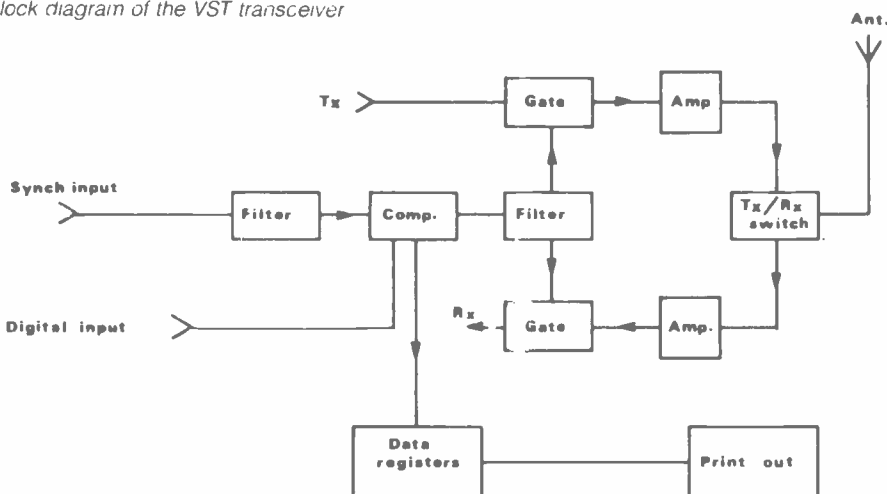 lock diagram of the VST transceiver
Ant.
Tx
Gate
Amp
Synch input
Filter
Comp.
Filter
Tx/Rx
switch
Digital input
Rx
Gate
Amp.
Data
registers
Print out